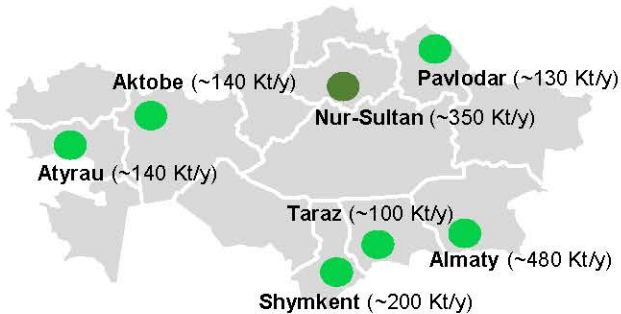 Aktobe (~140 Kt/y)
Pavlodar (~130 Kt/y)
Nur-Sultan (~350 Kt/y)
Atyrau (~140 Kt/y)
Taraz (~100 Kt/y)
Almaty (~480 Kt/y)
Shymkent (~200 Kt/y)